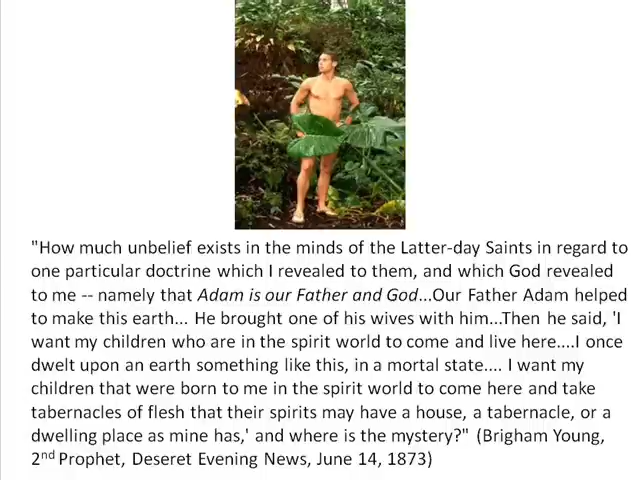 "How much unbelief exists in the minds of the Latter-day Saints in regard to
one particular doctrine which I revealed to them, and which God revealed
to me -- namely that Adam is our Father and God...Our Father Adam helped
to make this earth... He brought one of his wives with him...Then he said, 'I
want my children who are in the spirit world to come and live here....I once
dwelt upon an earth something like this, in a mortal state.... I want my
children that were born to me in the spirit world to come here and take
tabernacles of flesh that their spirits may have a house, a tabernacle, or a
dwelling place as mine has,' and where is the mystery?" (Brigham Young,
2nd Prophet, Deseret Evening News, June 14, 1873)